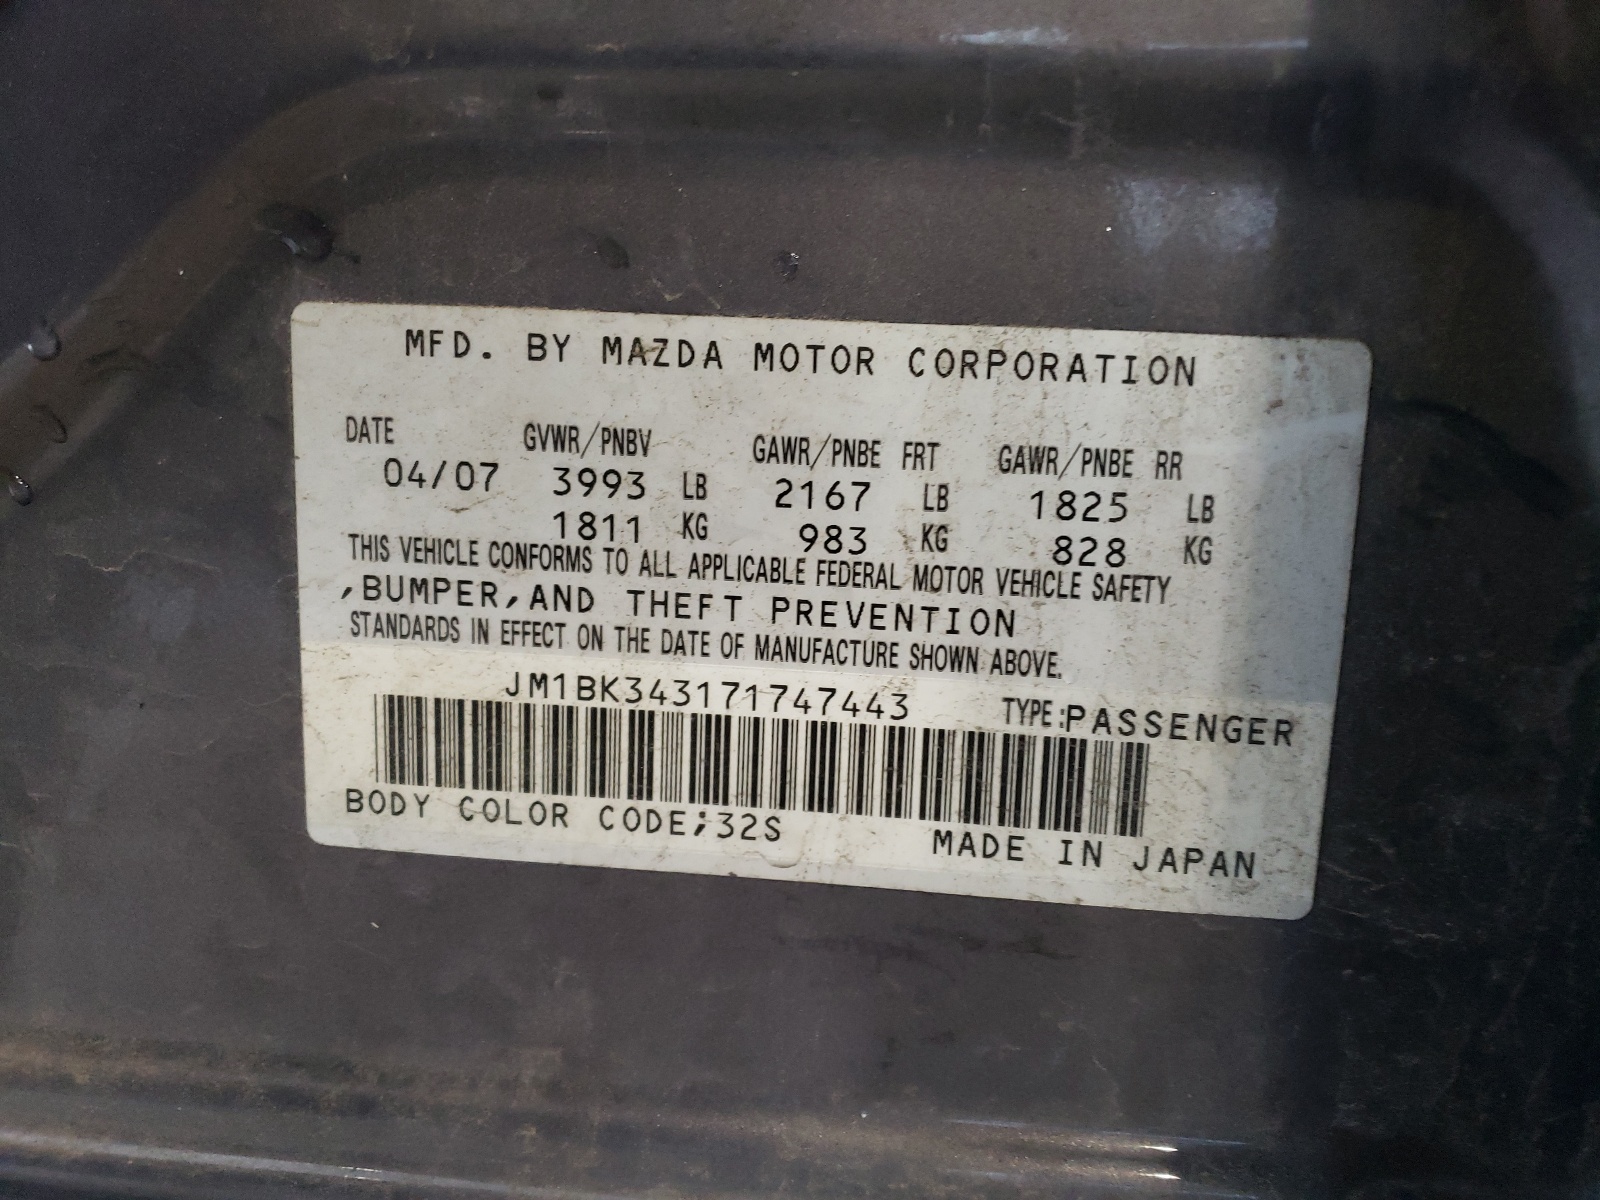 MFD. BY MAZDA MOTOR CORPORATION
DATE GVWR/PNBV GAWR/PNBE FRT GAWR/PNBE RR
04/07 3993 LB 2167 LB 1825 LB
1811 KG 983 KG 828 KG
THIS VEHICLE CONFORMS TO ALL APPLICABLE FEDERAL MOTOR VEHICLE SAFETY
,BUMPER,AND THEFT PREVENTION
STANDARDS IN EFFECT ON THE DATE OF MANUFACTURE SHOWN ABOVE.
JM1BK343171747443 TYPE:PASSENGER
BODY COLOR CODE;32S MADE IN JAPAN